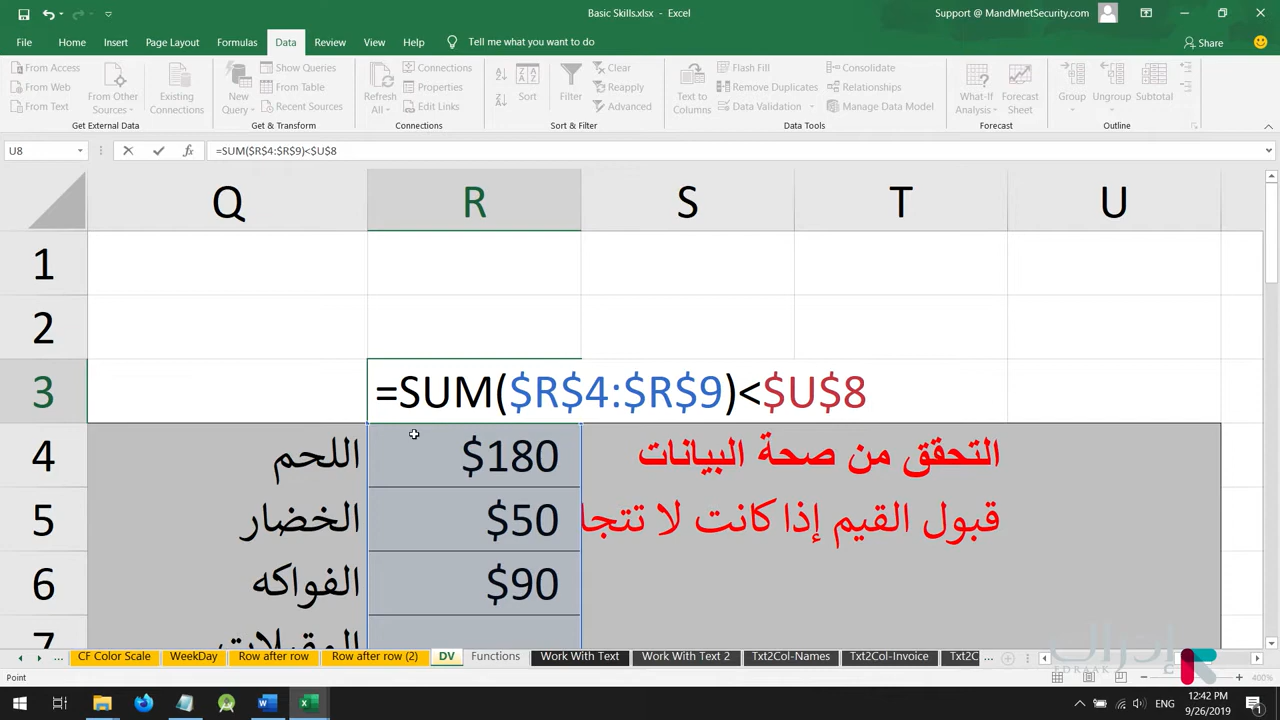 Basic Skills.xlsx - Excel
Support @ MandMnetSecurity.com
File Home Insert Page Layout Formulas Data Review View Help Tell me what you want to do Share
From Access
From Web
From Text
From Other Sources
Existing Connections
Get External Data
New Query
Show Queries
From Table
Recent Sources
Get & Transform
Refresh All
Connections
Properties
Edit Links
Connections
Sort
Filter
Clear
Reapply
Advanced
Sort & Filter
Text to Columns
Flash Fill
Remove Duplicates
Data Validation
Consolidate
Relationships
Manage Data Model
Data Tools
What-If Analysis
Forecast Sheet
Forecast
Group
Ungroup
Subtotal
Outline
U8
fx
=SUM($R$4:$R$9)<$U$8
Q R S T U
1
2
3 =SUM($R$4:$R$9)<$U$8
4 اللحم $180 التحقق من صحة البيانات
5 الخضار $50 قبول القيم إذا كانت لا تتجا
6 الفواكه $90
7 المقبلات
... CF Color Scale WeekDay Row after row Row after row (2) DV Functions Work With Text Work With Text 2 Txt2Col-Names Txt2Col-Invoice Txt2C ...
إدراك
EDRAAK
Point
400%
ENG
12:42 PM
9/26/2019
1